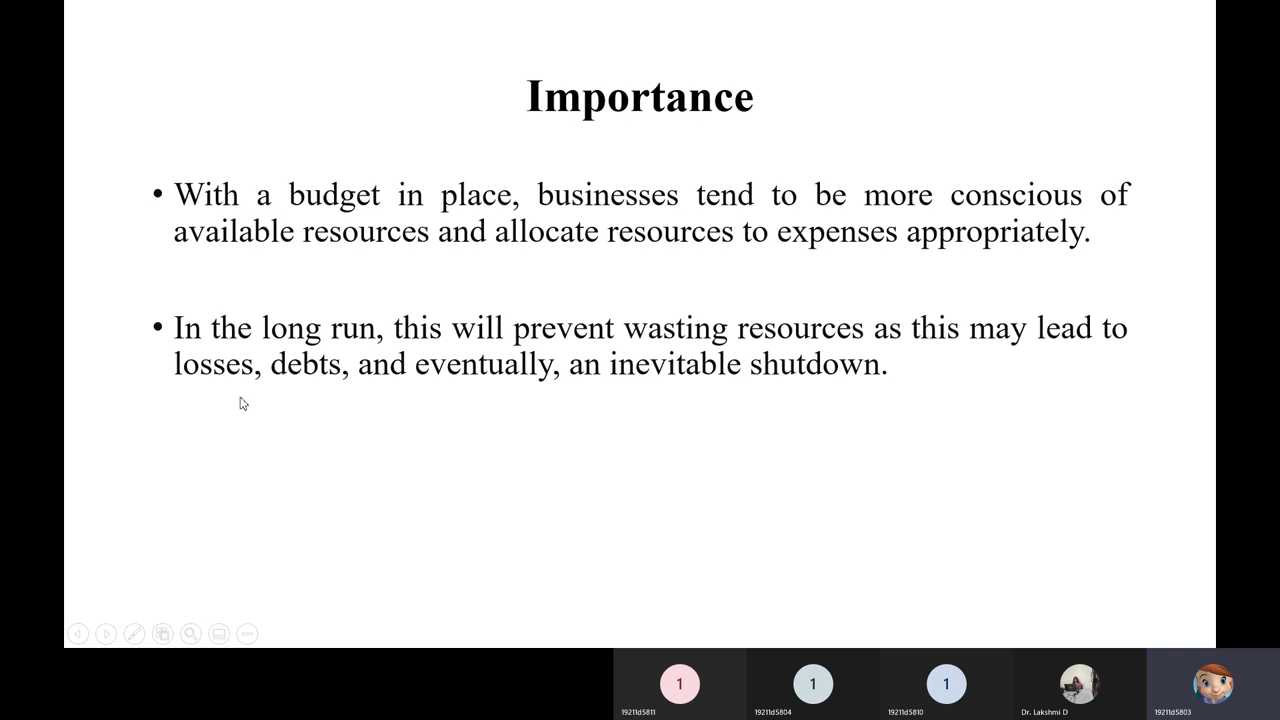 Importance
• With a budget in place, businesses tend to be more conscious of
available resources and allocate resources to expenses appropriately.
• In the long run, this will prevent wasting resources as this may lead to
losses, debts, and eventually, an inevitable shutdown.
1
1
1
19211d5811
19211d5804
19211d5810
Dr. Lakshmi D
19211d5803